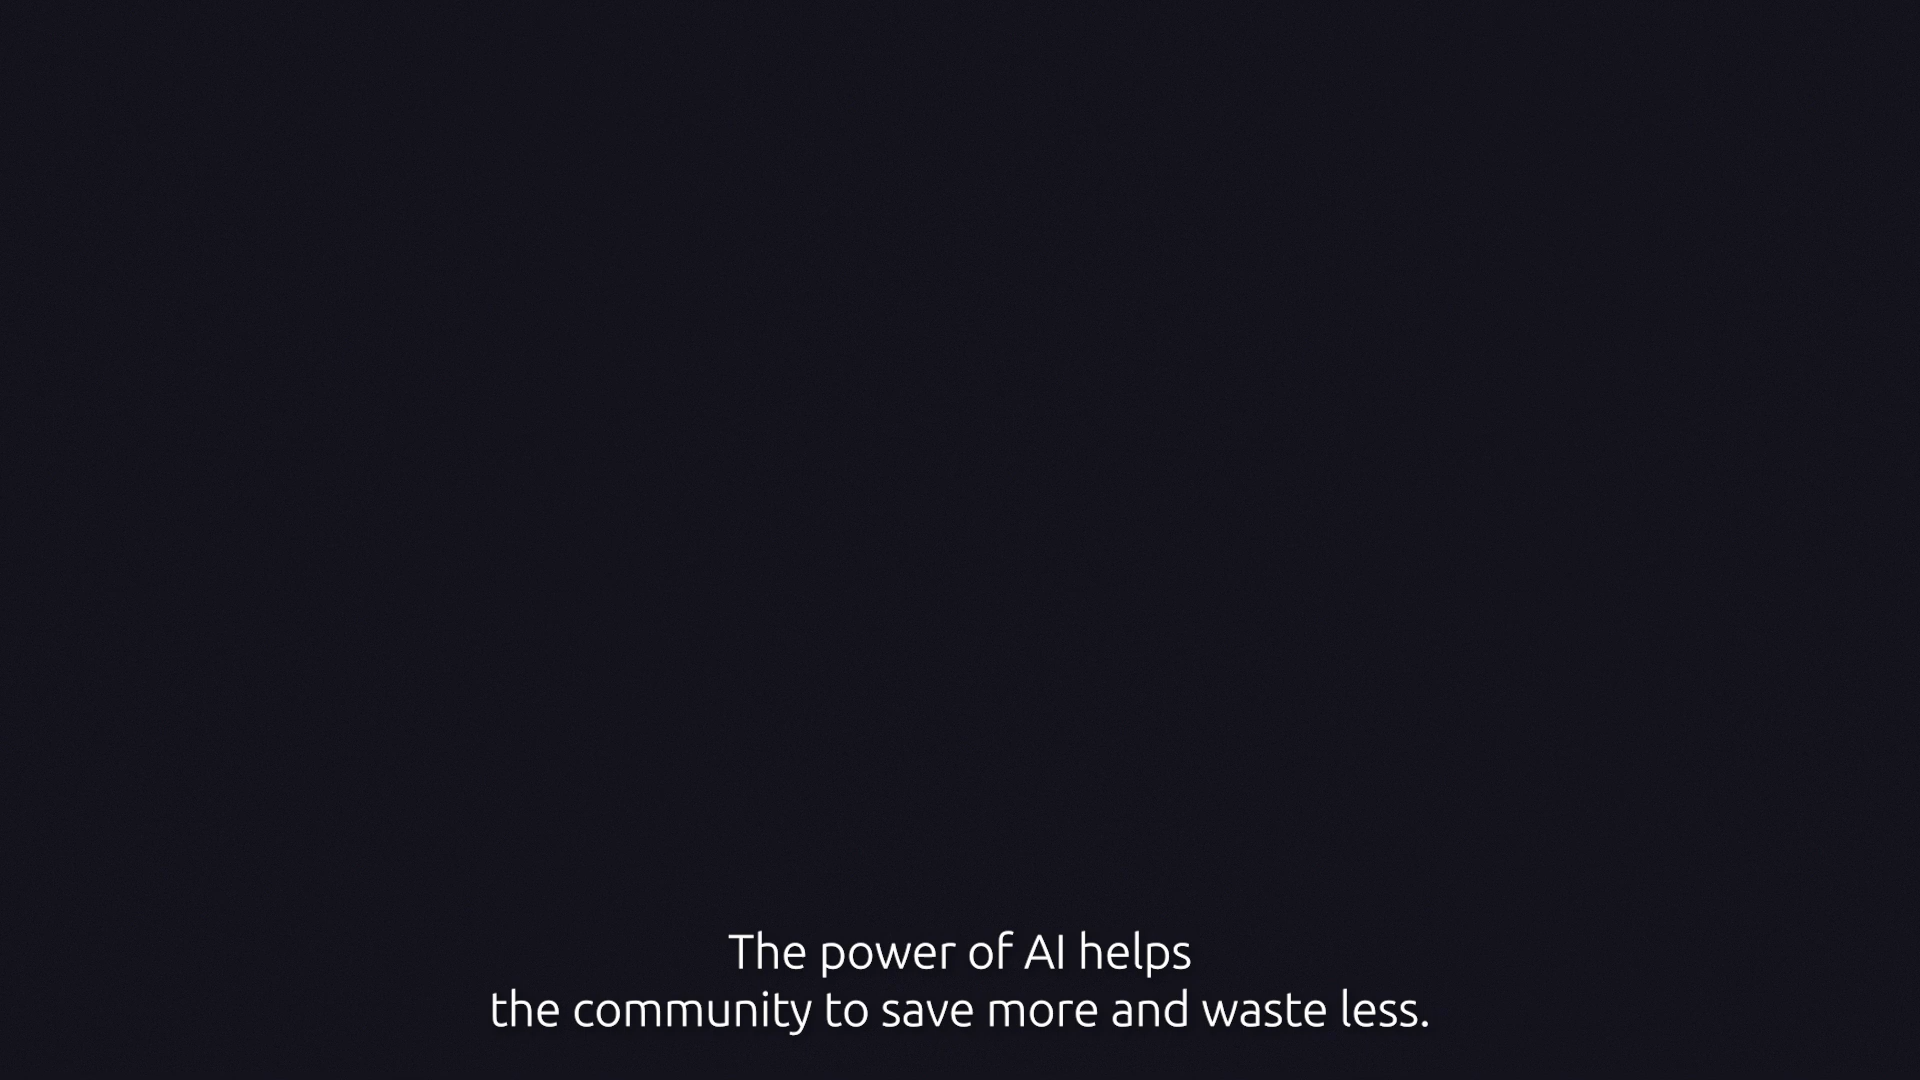 The power of AI helps
the community to save more and waste less.